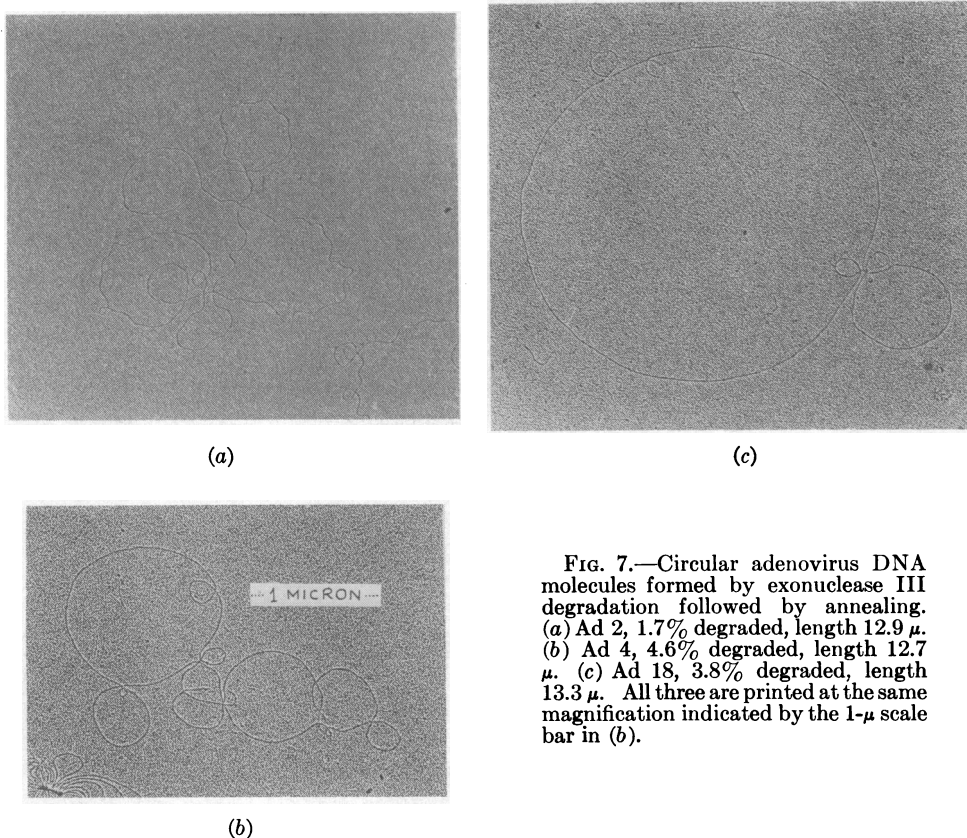 (a)
(c)
1 MICRON
FIG. 7.—Circular adenovirus DNA
molecules formed by exonuclease III
degradation followed by annealing.
(a) Ad 2, 1.7% degraded, length 12.9 μ.
(b) Ad 4, 4.6% degraded, length 12.7
μ. (c) Ad 18, 3.8% degraded, length
13.3 μ. All three are printed at the same
magnification indicated by the 1-μ scale
bar in (b).
(b)